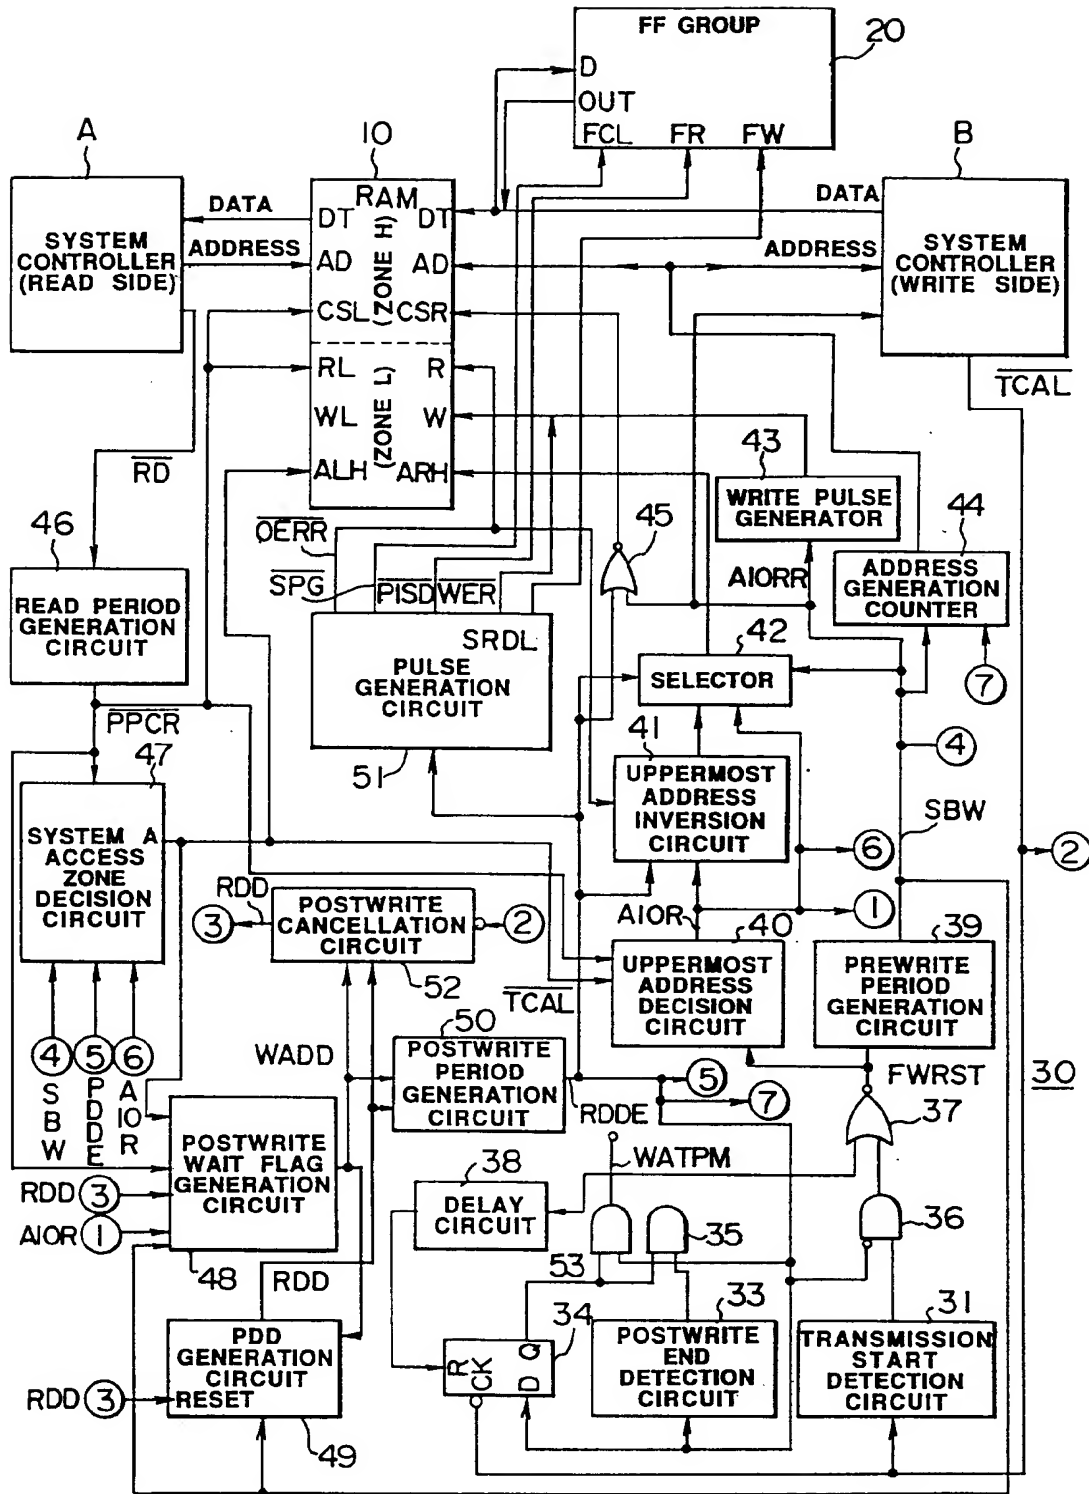 FF GROUP
20
D
OUT
FCL FR FW
A
10
B
SYSTEM
CONTROLLER
(READ SIDE)
DATA
ADDRESS
RAM
(ZONE H)
DT DT
AD AD
CSL CSR
(ZONE L)
RL R
WL W
ALH ARH
DATA
ADDRESS
SYSTEM
CONTROLLER
(WRITE SIDE)
TCAL
RD
46
READ PERIOD
GENERATION
CIRCUIT
OERR
SPG
PISD
WER
45
43
WRITE PULSE
GENERATOR
44
AIORR
ADDRESS
GENERATION
COUNTER
7
SRDL
PULSE
GENERATION
CIRCUIT
51
42
SELECTOR
PPCR
47
SYSTEM A
ACCESS
ZONE
DECISION
CIRCUIT
41
UPPERMOST
ADDRESS
INVERSION
CIRCUIT
4
SBW
6
2
1
RDD
3
POSTWRITE
CANCELLATION
CIRCUIT
2
52
AIOR
40
UPPERMOST
ADDRESS
DECISION
CIRCUIT
39
PREWRITE
PERIOD
GENERATION
CIRCUIT
TCAL
4 5 6
SBW
PDDE
AIOR
WADD
50
POSTWRITE
PERIOD
GENERATION
CIRCUIT
RDDE
5
7
FWRST
30
37
POSTWRITE
WAIT FLAG
GENERATION
CIRCUIT
48
RDD 3
AIOR 1
WATPM
38
DELAY
CIRCUIT
53
35
36
RDD
PDD
GENERATION
CIRCUIT
RESET
49
RDD 3
34
R
CK
D
Q
33
POSTWRITE
END
DETECTION
CIRCUIT
31
TRANSMISSION
START
DETECTION
CIRCUIT